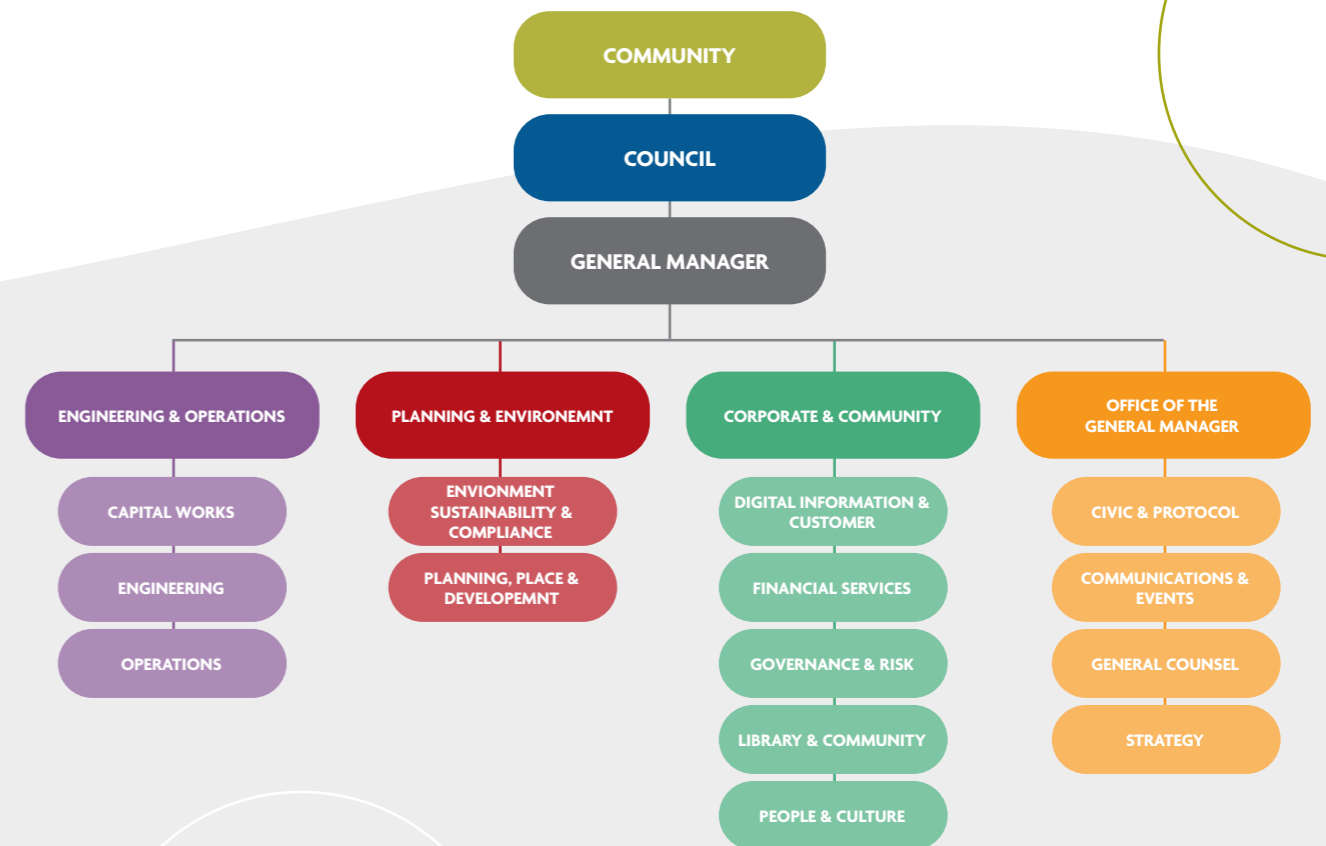 COMMUNITY
COUNCIL
GENERAL MANAGER
ENGINEERING & OPERATIONS
CAPITAL WORKS
ENGINEERING
OPERATIONS
PLANNING & ENVIRONEMNT
ENVIONMENT
SUSTAINABILITY &
COMPLIANCE
PLANNING, PLACE &
DEVELOPEMNT
CORPORATE & COMMUNITY
DIGITAL INFORMATION &
CUSTOMER
FINANCIAL SERVICES
GOVERNANCE & RISK
LIBRARY & COMMUNITY
PEOPLE & CULTURE
OFFICE OF THE
GENERAL MANAGER
CIVIC & PROTOCOL
COMMUNICATIONS &
EVENTS
GENERAL COUNSEL
STRATEGY